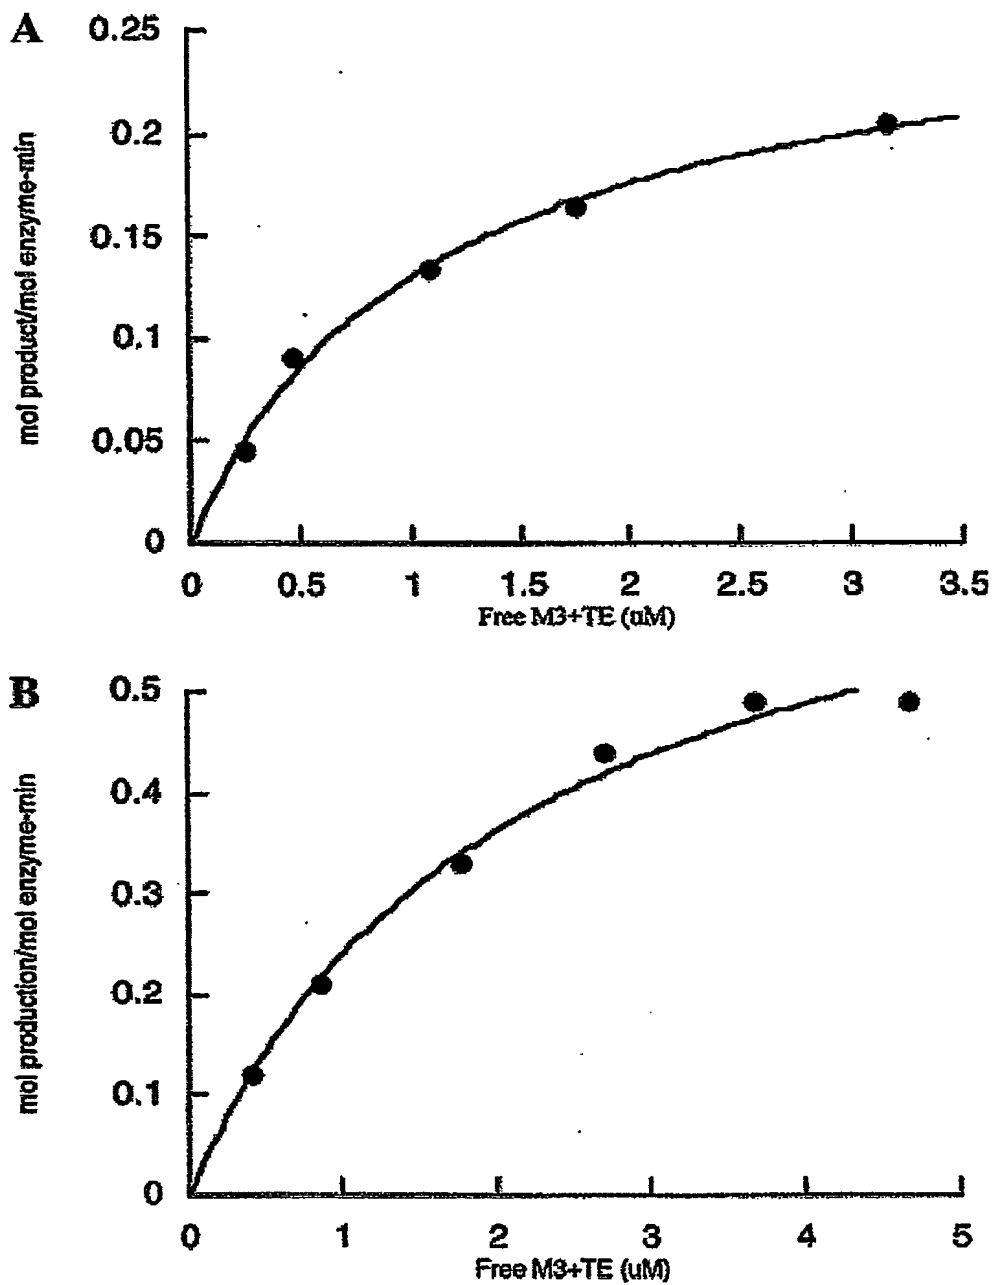 A
0.25
0.2
0.15
0.1
0.05
0
mol product/mol enzyme-min
0 0.5 1 1.5 2 2.5 3 3.5
Free M3+TE (uM)
B
0.5
0.4
0.3
0.2
0.1
0
mol production/mol enzyme-min
0 1 2 3 4 5
Free M3+TE (uM)